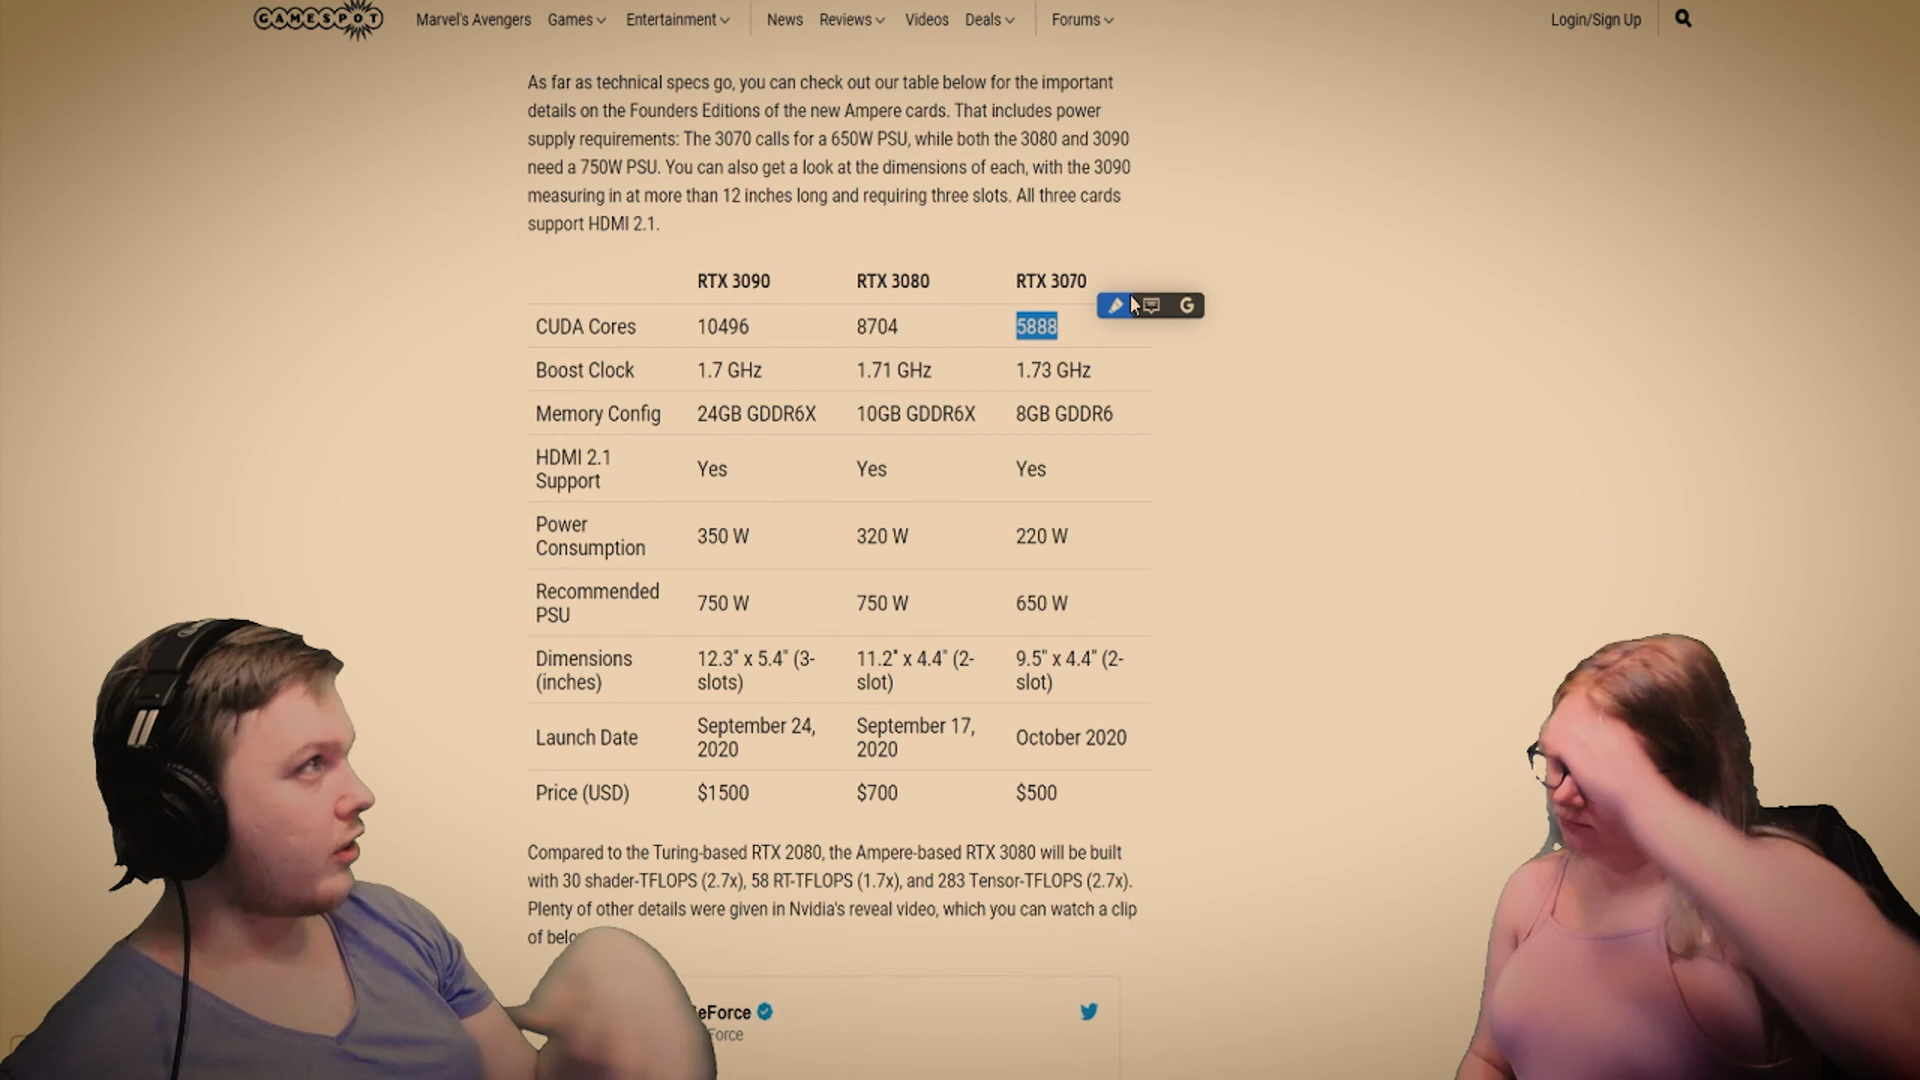 GAMESPOT Marvel's Avengers Games Entertainment News Reviews Videos Deals Forums Login/Sign Up
As far as technical specs go, you can check out our table below for the important
details on the Founders Editions of the new Ampere cards. That includes power
supply requirements: The 3070 calls for a 650W PSU, while both the 3080 and 3090
need a 750W PSU. You can also get a look at the dimensions of each, with the 3090
measuring in at more than 12 inches long and requiring three slots. All three cards
support HDMI 2.1.
RTX 3090 RTX 3080 RTX 3070
G
CUDA Cores 10496 8704 5888
Boost Clock 1.7 GHz 1.71 GHz 1.73 GHz
Memory Config 24GB GDDR6X 10GB GDDR6X 8GB GDDR6
HDMI 2.1
Support Yes Yes Yes
Power
Consumption 350 W 320 W 220 W
Recommended
PSU 750 W 750 W 650 W
Dimensions 12.3" x 5.4" (3- 11.2" x 4.4" (2- 9.5" x 4.4" (2-
(inches) slots) slot) slot)
Launch Date September 24, September 17, October 2020
2020 2020
Price (USD) $1500 $700 $500
Compared to the Turing-based RTX 2080, the Ampere-based RTX 3080 will be built
with 30 shader-TFLOPS (2.7x), 58 RT-TFLOPS (1.7x), and 283 Tensor-TFLOPS (2.7x).
Plenty of other details were given in Nvidia's reveal video, which you can watch a clip
of belo
eForce
Force